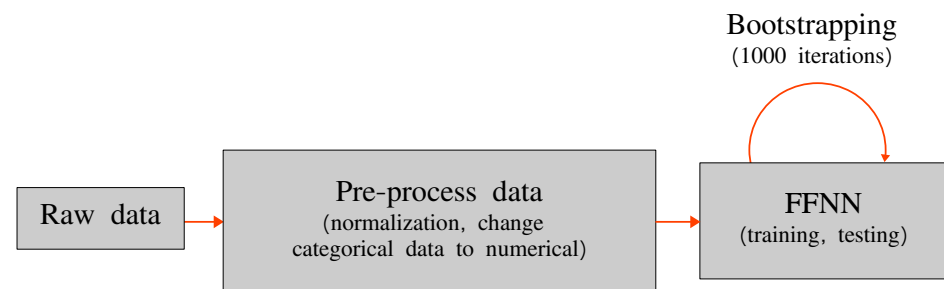 Bootstrapping
(1000 iterations)
Raw data
Pre-process data
(normalization, change
categorical data to numerical)
FFNN
(training, testing)